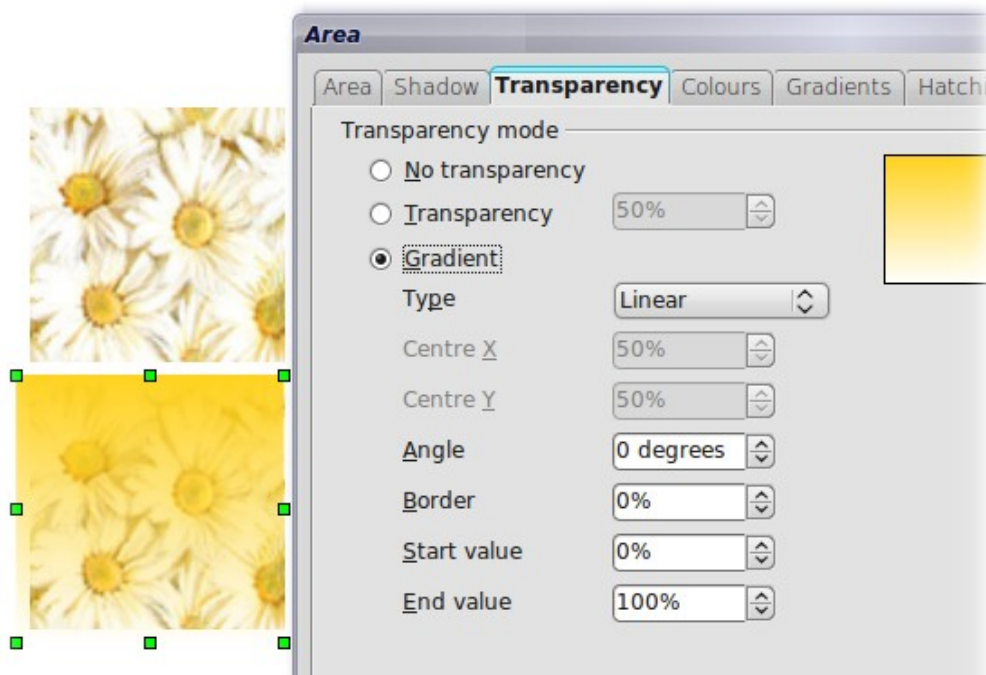 Area
Area Shadow Transparency Colours Gradients Hatchi
Transparency mode
No transparency
Transparency 50%
Gradient
Type Linear
Centre X 50%
Centre Y 50%
Angle 0 degrees
Border 0%
Start value 0%
End value 100%